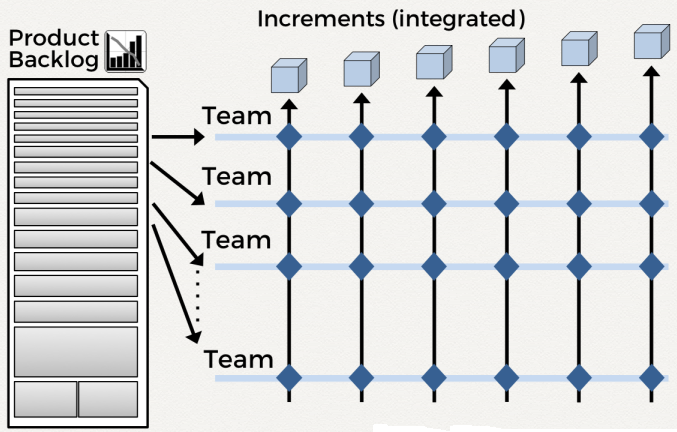 Increments (integrated)
Product
Backlog
Team
Team
Team
Team